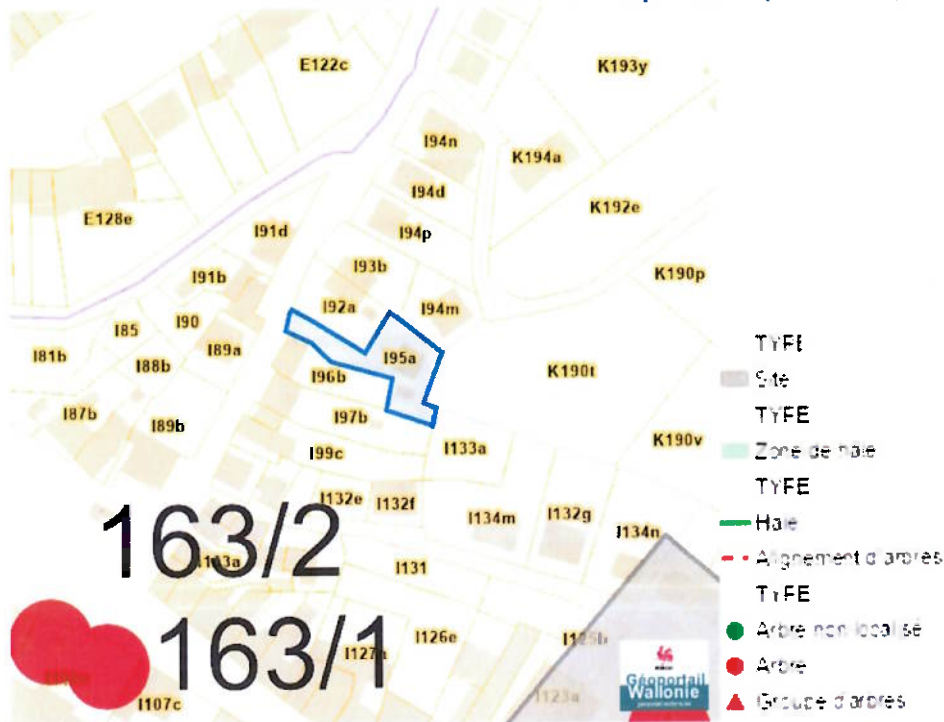 E122c
K193y
I94n
K194a
I94d
K192e
E128e
I91d
I94p
K190p
I93b
I91b
I92a
I94m
I85
I90
I81b
I89a
I88b
I95a
K190t
I96b
I87b
I89b
I97b
K190v
I133a
I99c
I132e
I132f
I134m
I132g
I134n
163/2
I131
163/1
I126e
I107c
I123a
Géoportail
Wallonie
TYPE
Site
TYPE
Zone de haie
TYPE
Haie
Alignement d'arbres
TYPE
Arbre non localisé
Arbre
Groupe d'arbres